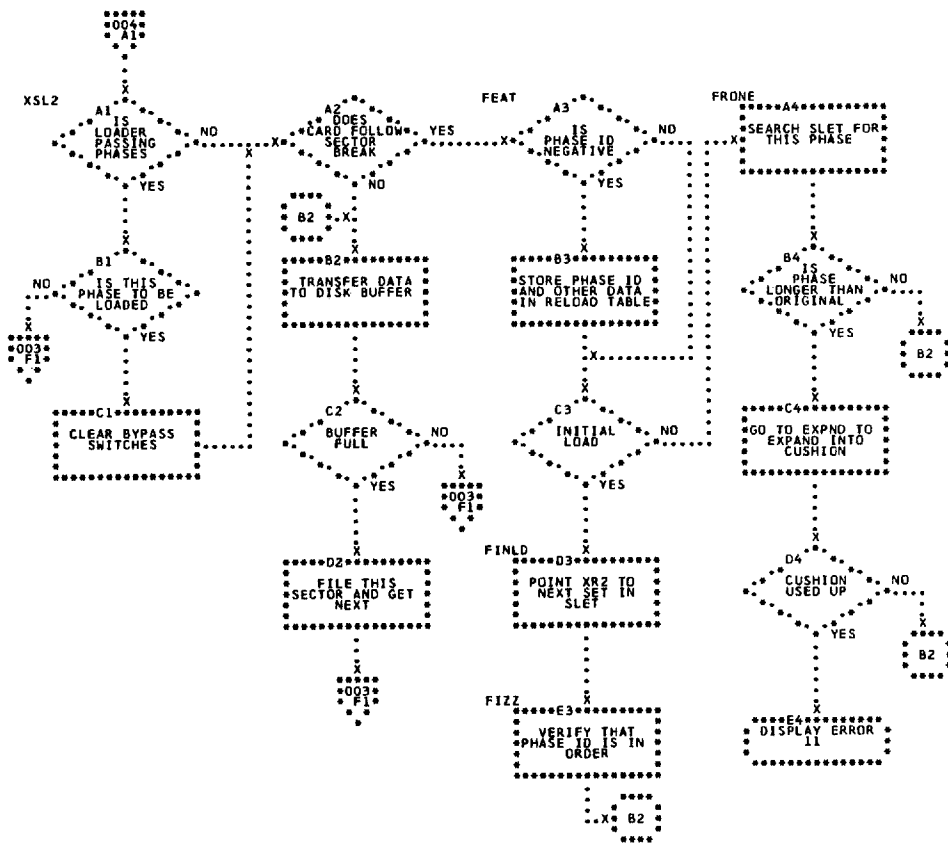 004
A1
XSL2
A1
IS
LOADER
PASSING
PHASES
NO
YES
B1
IS THIS
PHASE TO BE
LOADED
NO
YES
003
F1
C1
CLEAR BYPASS
SWITCHES
A2
DOES
CARD FOLLOW
SECTOR
BREAK
YES
NO
B2
B2
TRANSFER DATA
TO DISK BUFFER
C2
BUFFER
FULL
NO
YES
003
F1
D2
FILE THIS
SECTOR AND GET
NEXT
003
F1
FEAT
A3
IS
PHASE ID
NEGATIVE
NO
YES
B3
STORE PHASE ID
AND OTHER DATA
IN RELOAD TABLE
C3
INITIAL
LOAD
NO
YES
FINLD
D3
POINT XR2 TO
NEXT SET IN
SLET
FIZZ
E3
VERIFY THAT
PHASE ID IS IN
ORDER
B2
FRONE
A4
SEARCH SLET FOR
THIS PHASE
B4
IS
PHASE
LONGER THAN
ORIGINAL
NO
YES
B2
C4
GO TO EXPND TO
EXPAND INTO
CUSHION
D4
CUSHION
USED UP
NO
YES
B2
E4
DISPLAY ERROR
11